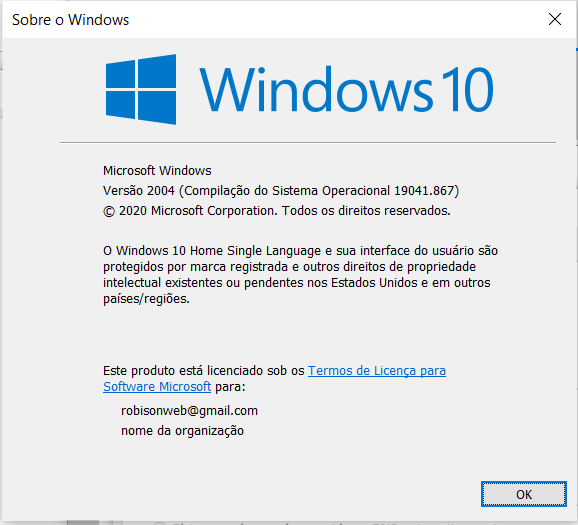 Sobre o Windows
Windows 10
Microsoft Windows
Versão 2004 (Compilação do Sistema Operacional 19041.867)
© 2020 Microsoft Corporation. Todos os direitos reservados.
O Windows 10 Home Single Language e sua interface do usuário são
protegidos por marca registrada e outros direitos de propriedade
intelectual existentes ou pendentes nos Estados Unidos e em outros
países/regiões.
Este produto está licenciado sob os Termos de Licença para
Software Microsoft para:
robisonweb@gmail.com
nome da organização
OK